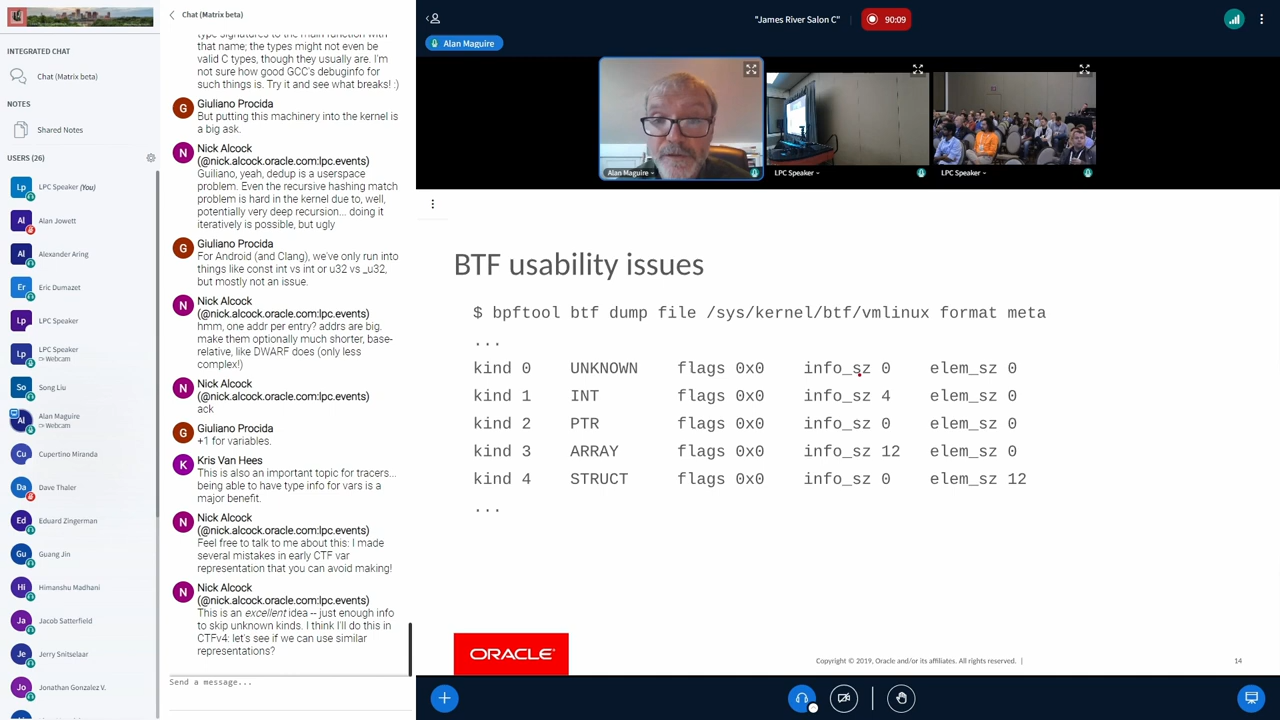 INTEGRATED CHAT
Chat (Matrix beta)
NOTES
Shared Notes
USERS (26)
Lp LPC Speaker (You)
Al Alan Jowett
Al Alexander Aring
Er Eric Dumazet
Lp LPC Speaker
Lp LPC Speaker
Webcam
So Song Liu
Al Alan Maguire
Webcam
Cu Cupertino Miranda
Da Dave Thaler
Ed Eduard Zingerman
Gu Guang Jin
Hi Himanshu Madhani
Ja Jacob Satterfield
Je Jerry Snitselaar
Jo Jonathan Gonzalez V.
Chat (Matrix beta)
type signatures to the main function with
that name; the types might not even be
valid C types, though they usually are. I'm
not sure how good GCC's debuginfo for
such things is. Try it and see what breaks! :)
G Giuliano Procida
But putting this machinery into the kernel is
a big ask.
N Nick Alcock
(@nick.alcock.oracle.com:lpc.events)
Guiliano, yeah, dedup is a userspace
problem. Even the recursive hashing match
problem is hard in the kernel due to, well,
potentially very deep recursion... doing it
iteratively is possible, but ugly
G Giuliano Procida
For Android (and Clang), we've only run into
things like const int vs int or u32 vs _u32,
but mostly not an issue.
N Nick Alcock
(@nick.alcock.oracle.com:lpc.events)
hmm, one addr per entry? addrs are big.
make them optionally much shorter, base-
relative, like DWARF does (only less
complex!)
N Nick Alcock
(@nick.alcock.oracle.com:lpc.events)
ack
G Giuliano Procida
+1 for variables.
K Kris Van Hees
This is also an important topic for tracers...
being able to have type info for vars is a
major benefit.
N Nick Alcock
(@nick.alcock.oracle.com:lpc.events)
Feel free to talk to me about this: I made
several mistakes in early CTF var
representation that you can avoid making!
N Nick Alcock
(@nick.alcock.oracle.com:lpc.events)
This is an excellent idea -- just enough info
to skip unknown kinds. I think I'll do this in
CTFv4: let's see if we can use similar
representations?
Send a message...
"James River Salon C"
90:09
Alan Maguire
Alan Maguire
LPC Speaker
LPC Speaker
BTF usability issues
$ bpftool btf dump file /sys/kernel/btf/vmlinux format meta
...
kind 0 UNKNOWN flags 0x0 info_sz 0 elem_sz 0
kind 1 INT flags 0x0 info_sz 4 elem_sz 0
kind 2 PTR flags 0x0 info_sz 0 elem_sz 0
kind 3 ARRAY flags 0x0 info_sz 12 elem_sz 0
kind 4 STRUCT flags 0x0 info_sz 0 elem_sz 12
...
ORACLE
Copyright © 2019, Oracle and/or its affiliates. All rights reserved. |
14